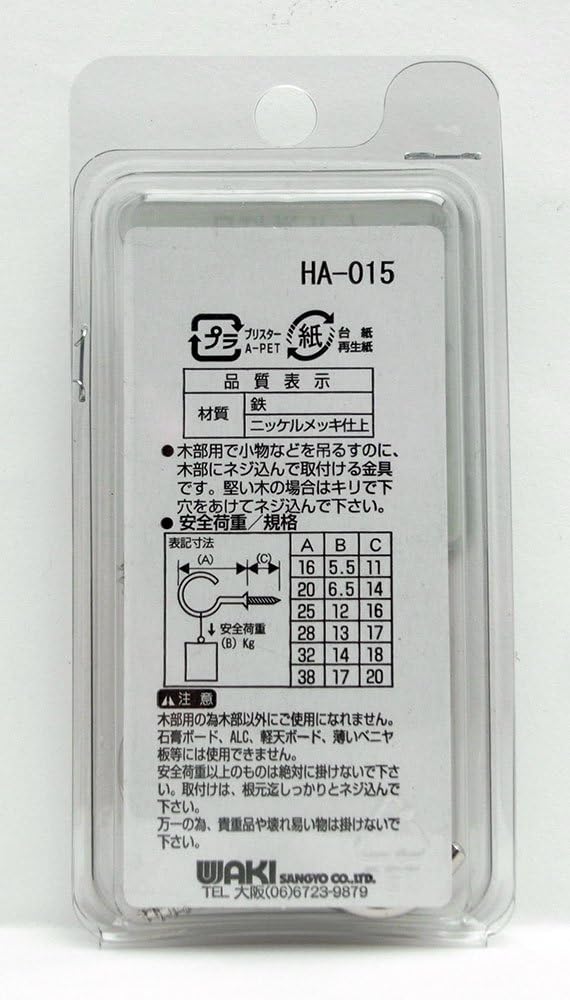 HA-015
プラ ブリスター 紙 台紙
A-PET 再生紙
品質表示
材質 鉄
ニッケルメッキ仕上
●木部用で小物などを吊るすのに、
木部にネジ込んで取付ける金具
です。堅い木の場合はキリで下
穴をあけてネジ込んで下さい。
●安全荷重／規格
表記寸法
(A) (C)
安全荷重
(B) Kg
A B C
16 5.5 11
20 6.5 14
25 12 16
28 13 17
32 14 18
38 17 20
注意
木部用の為木部以外にご使用になれません。
石膏ボード、ALC、軽天ボード、薄いベニヤ
板等には使用できません。
安全荷重以上のものは絶対に掛けないで下さ
い。取付けは、根元迄しっかりとネジ込んで
下さい。
万一の為、貴重品や壊れ易い物は掛けないで
下さい。
WAKI SANGYO CO.,LTD.
TEL 大阪(06)6723-9879